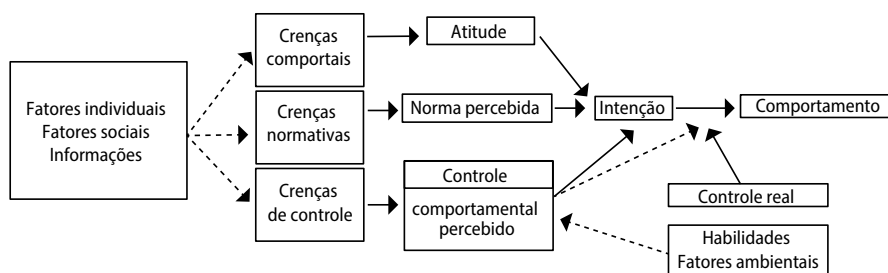 Fatores individuais
Fatores sociais
Informações
Crenças
comportais
Atitude
Crenças
normativas
Norma percebida
Intenção
Comportamento
Crenças
de controle
Controle
comportamental
percebido
Controle real
Habilidades
Fatores ambientais